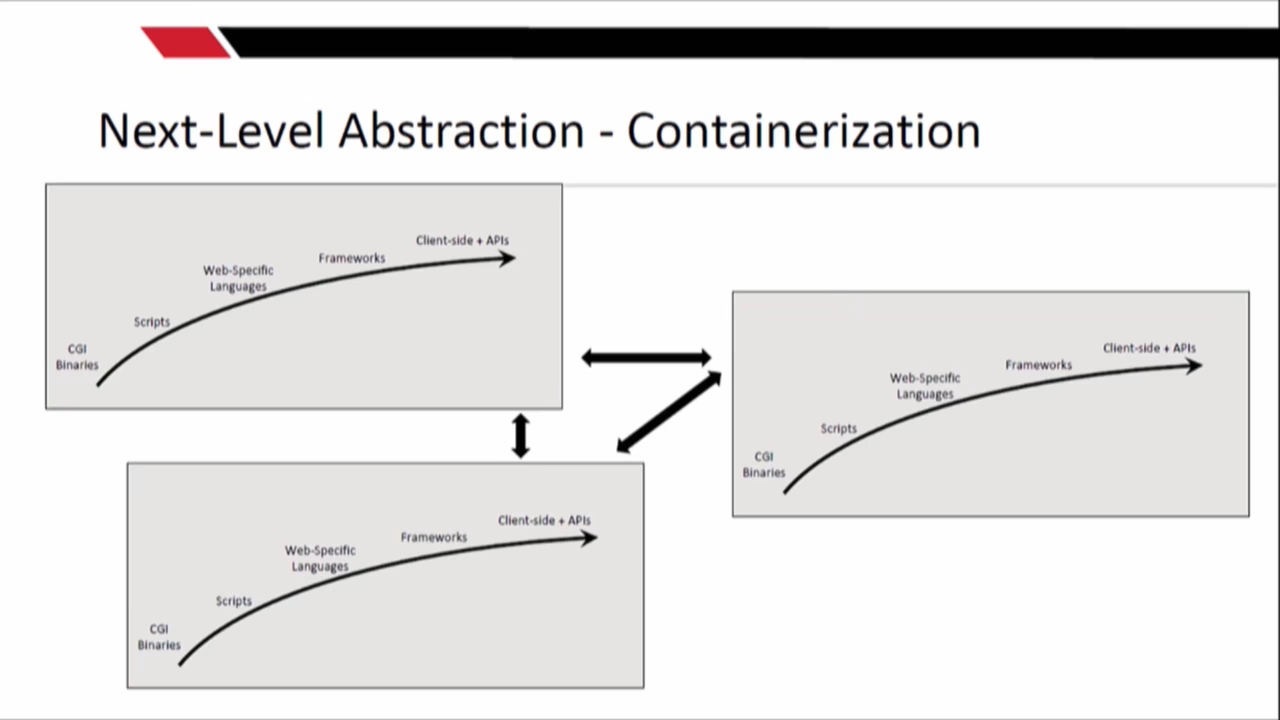 Next-Level Abstraction - Containerization
Client-side + APIs
Frameworks
Web-Specific
Languages
Scripts
CGI
Binaries
Client-side + APIs
Frameworks
Web-Specific
Languages
Scripts
CGI
Binaries
Client-side + APIs
Frameworks
Web-Specific
Languages
Scripts
CGI
Binaries